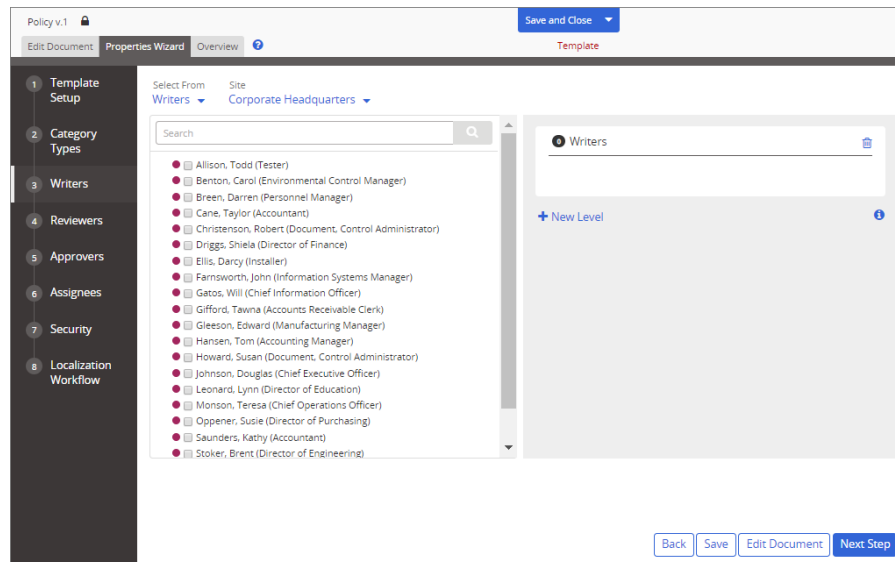 Policy v.1
Save and Close
Edit Document
Properties Wizard
Overview
?
Template
1 Template Setup
2 Category Types
3 Writers
4 Reviewers
5 Approvers
6 Assignees
7 Security
8 Localization Workflow
Select From
Site
Writers
Corporate Headquarters
Search
Allison, Todd (Tester)
Benton, Carol (Environmental Control Manager)
Breen, Darren (Personnel Manager)
Cane, Taylor (Accountant)
Christenson, Robert (Document, Control Administrator)
Driggs, Shiela (Director of Finance)
Ellis, Darcy (Installer)
Farnsworth, John (Information Systems Manager)
Gatos, Will (Chief Information Officer)
Gifford, Tawna (Accounts Receivable Clerk)
Gleeson, Edward (Manufacturing Manager)
Hansen, Tom (Accounting Manager)
Howard, Susan (Document, Control Administrator)
Johnson, Douglas (Chief Executive Officer)
Leonard, Lynn (Director of Education)
Monson, Teresa (Chief Operations Officer)
Oppener, Susie (Director of Purchasing)
Saunders, Kathy (Accountant)
Stoker, Brent (Director of Engineering)
0 Writers
+ New Level
i
Back
Save
Edit Document
Next Step